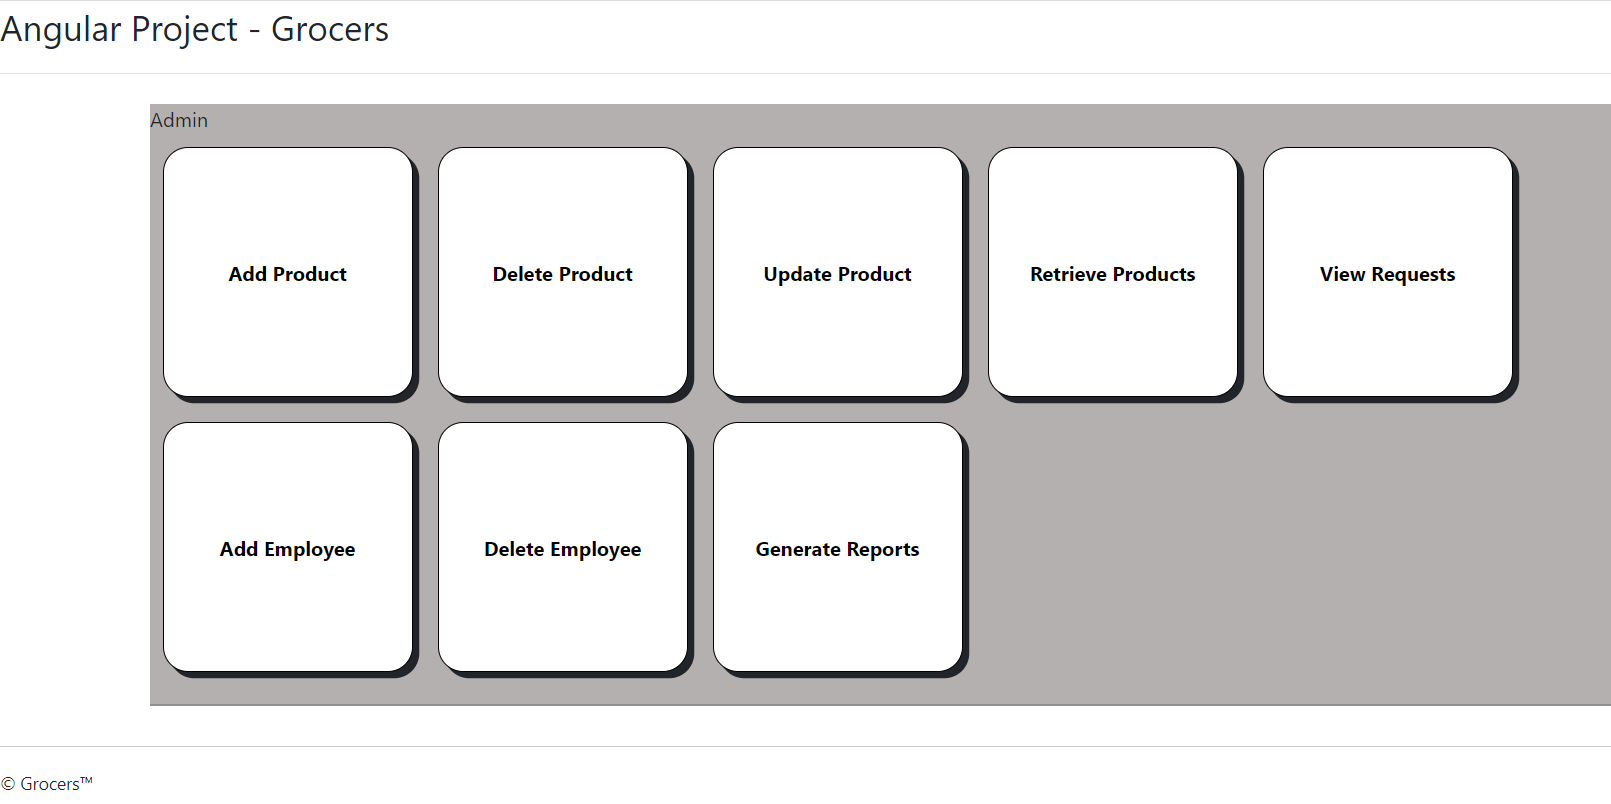 Angular Project - Grocers
Admin
Add Product
Delete Product
Update Product
Retrieve Products
View Requests
Add Employee
Delete Employee
Generate Reports
© Grocers™